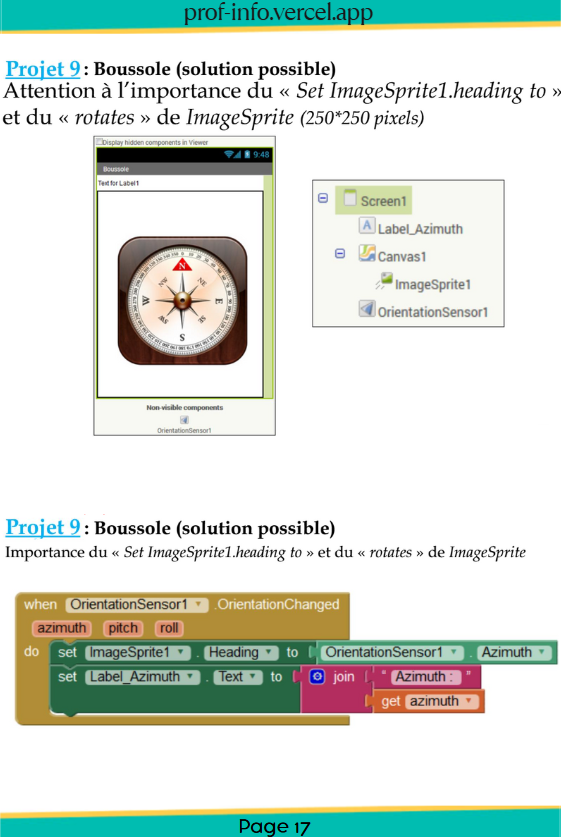 prof-info.vercel.app
Projet 9 : Boussole (solution possible)
Attention à l'importance du « Set ImageSprite1.heading to »
et du « rotates » de ImageSprite (250*250 pixels)
Display hidden components in Viewer
9:48
Boussole
Text for Label1
N
NW
NE
W
E
SW
SE
S
Non-visible components
OrientationSensor1
Screen1
A Label_Azimuth
Canvas1
ImageSprite1
OrientationSensor1
Projet 9 : Boussole (solution possible)
Importance du « Set ImageSprite1.heading to » et du « rotates » de ImageSprite
when OrientationSensor1 .OrientationChanged
azimuth pitch roll
do set ImageSprite1 . Heading to OrientationSensor1 . Azimuth
set Label_Azimuth . Text to join " Azimuth : "
get azimuth
Page 17